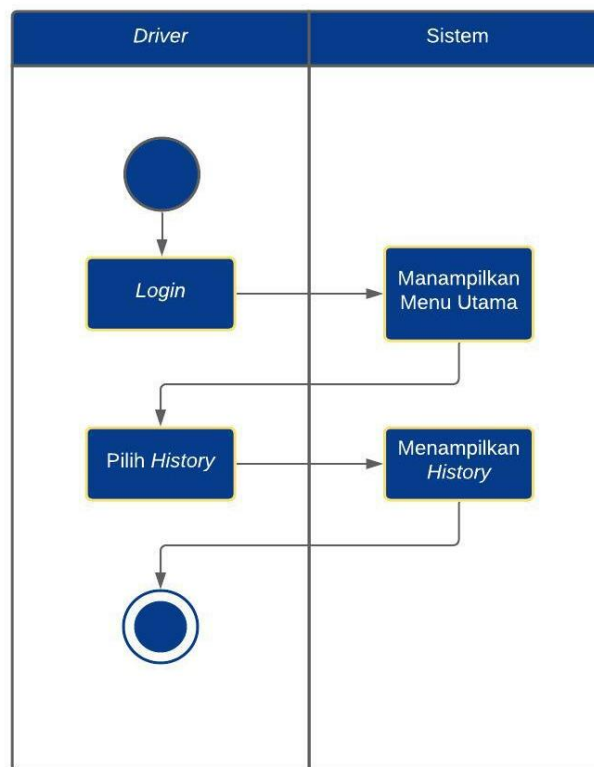 Driver
Sistem
Login
Manampilkan
Menu Utama
Pilih History
Menampilkan
History